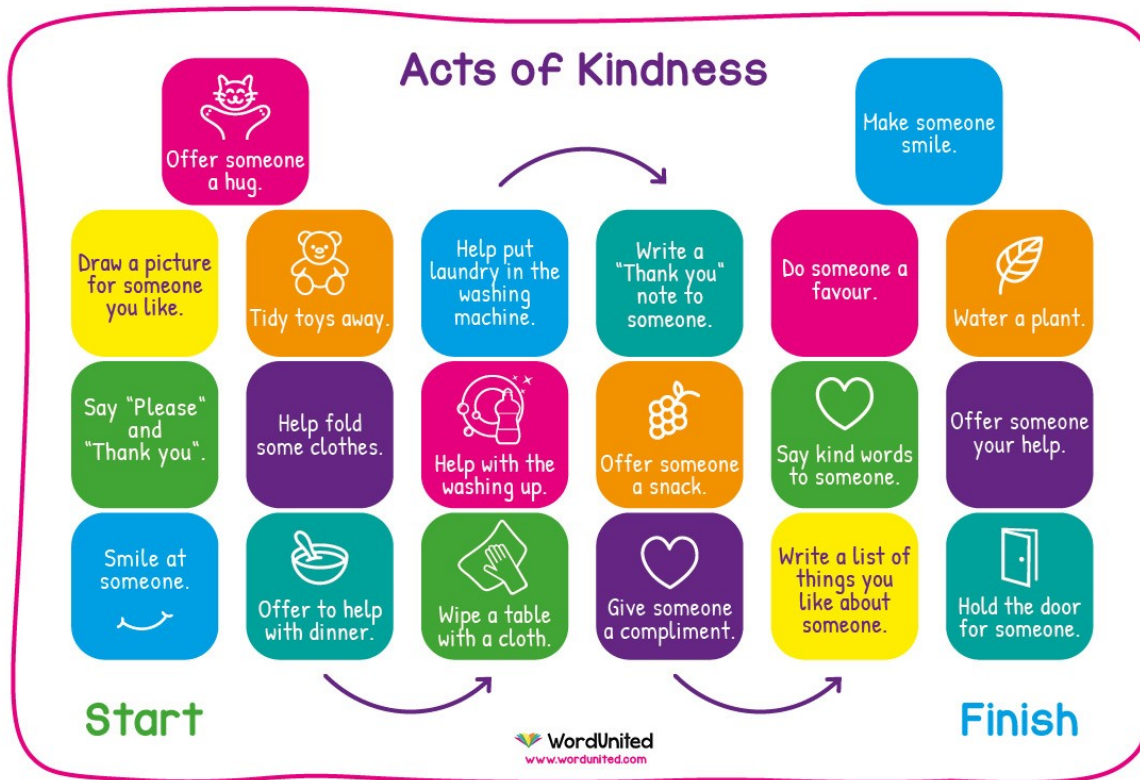 Acts of Kindness
Offer someone
a hug.
Make someone
smile.
Draw a picture
for someone
you like.
Tidy toys away.
Help put
laundry in the
washing
machine.
Write a
"Thank you"
note to
someone.
Do someone a
favour.
Water a plant.
Say "Please"
and
"Thank you".
Help fold
some clothes.
Help with the
washing up.
Offer someone
a snack.
Say kind words
to someone.
Offer someone
your help.
Smile at
someone.
Offer to help
with dinner.
Wipe a table
with a cloth.
Give someone
a compliment.
Write a list of
things you
like about
someone.
Hold the door
for someone.
Start
Finish
WordUnited
www.wordunited.com